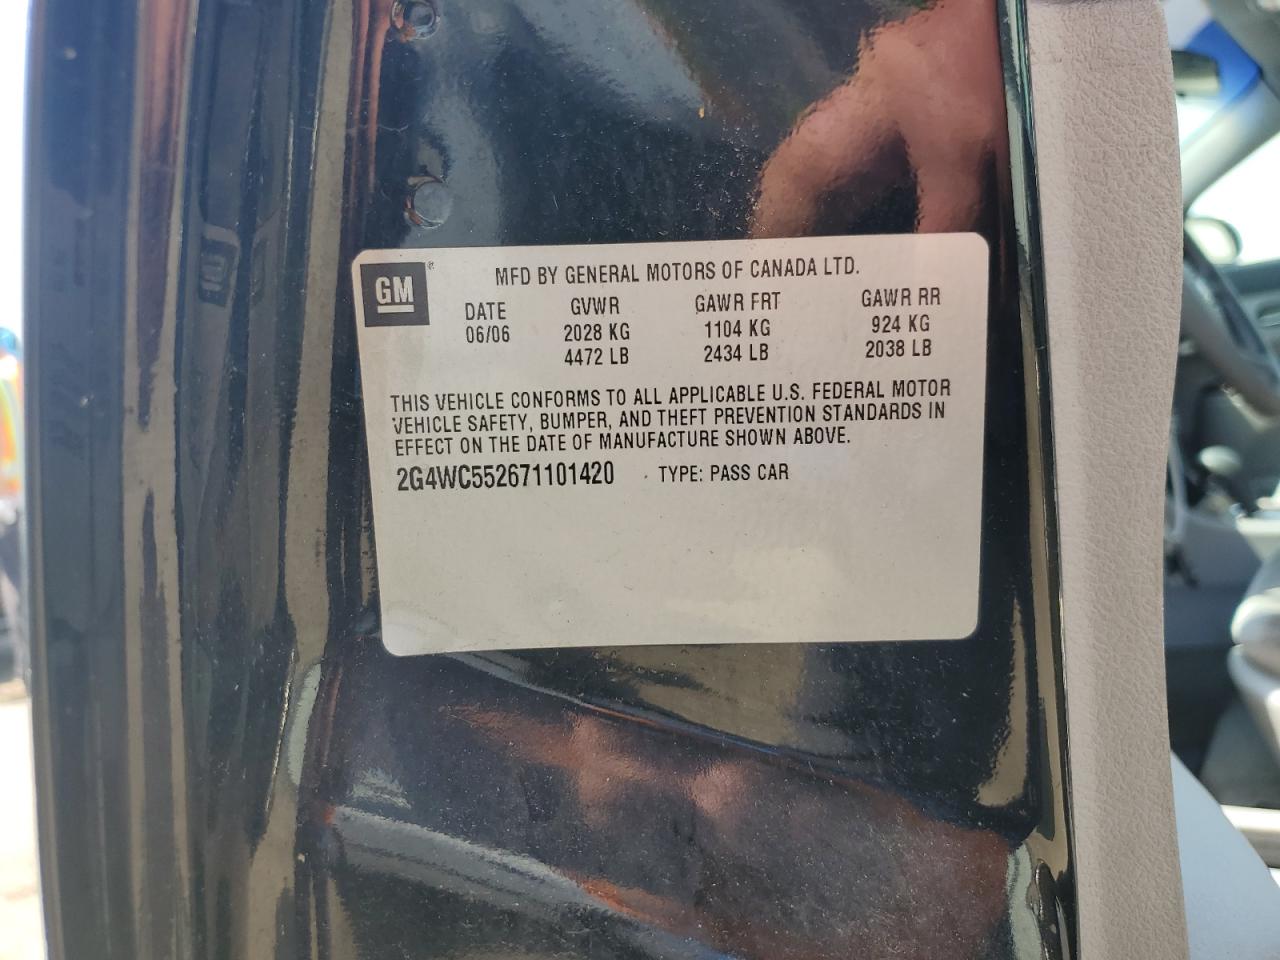 GM® MFD BY GENERAL MOTORS OF CANADA LTD.
DATE GVWR GAWR FRT GAWR RR
06/06 2028 KG 1104 KG 924 KG
4472 LB 2434 LB 2038 LB
THIS VEHICLE CONFORMS TO ALL APPLICABLE U.S. FEDERAL MOTOR
VEHICLE SAFETY, BUMPER, AND THEFT PREVENTION STANDARDS IN
EFFECT ON THE DATE OF MANUFACTURE SHOWN ABOVE.
2G4WC552671101420 TYPE: PASS CAR